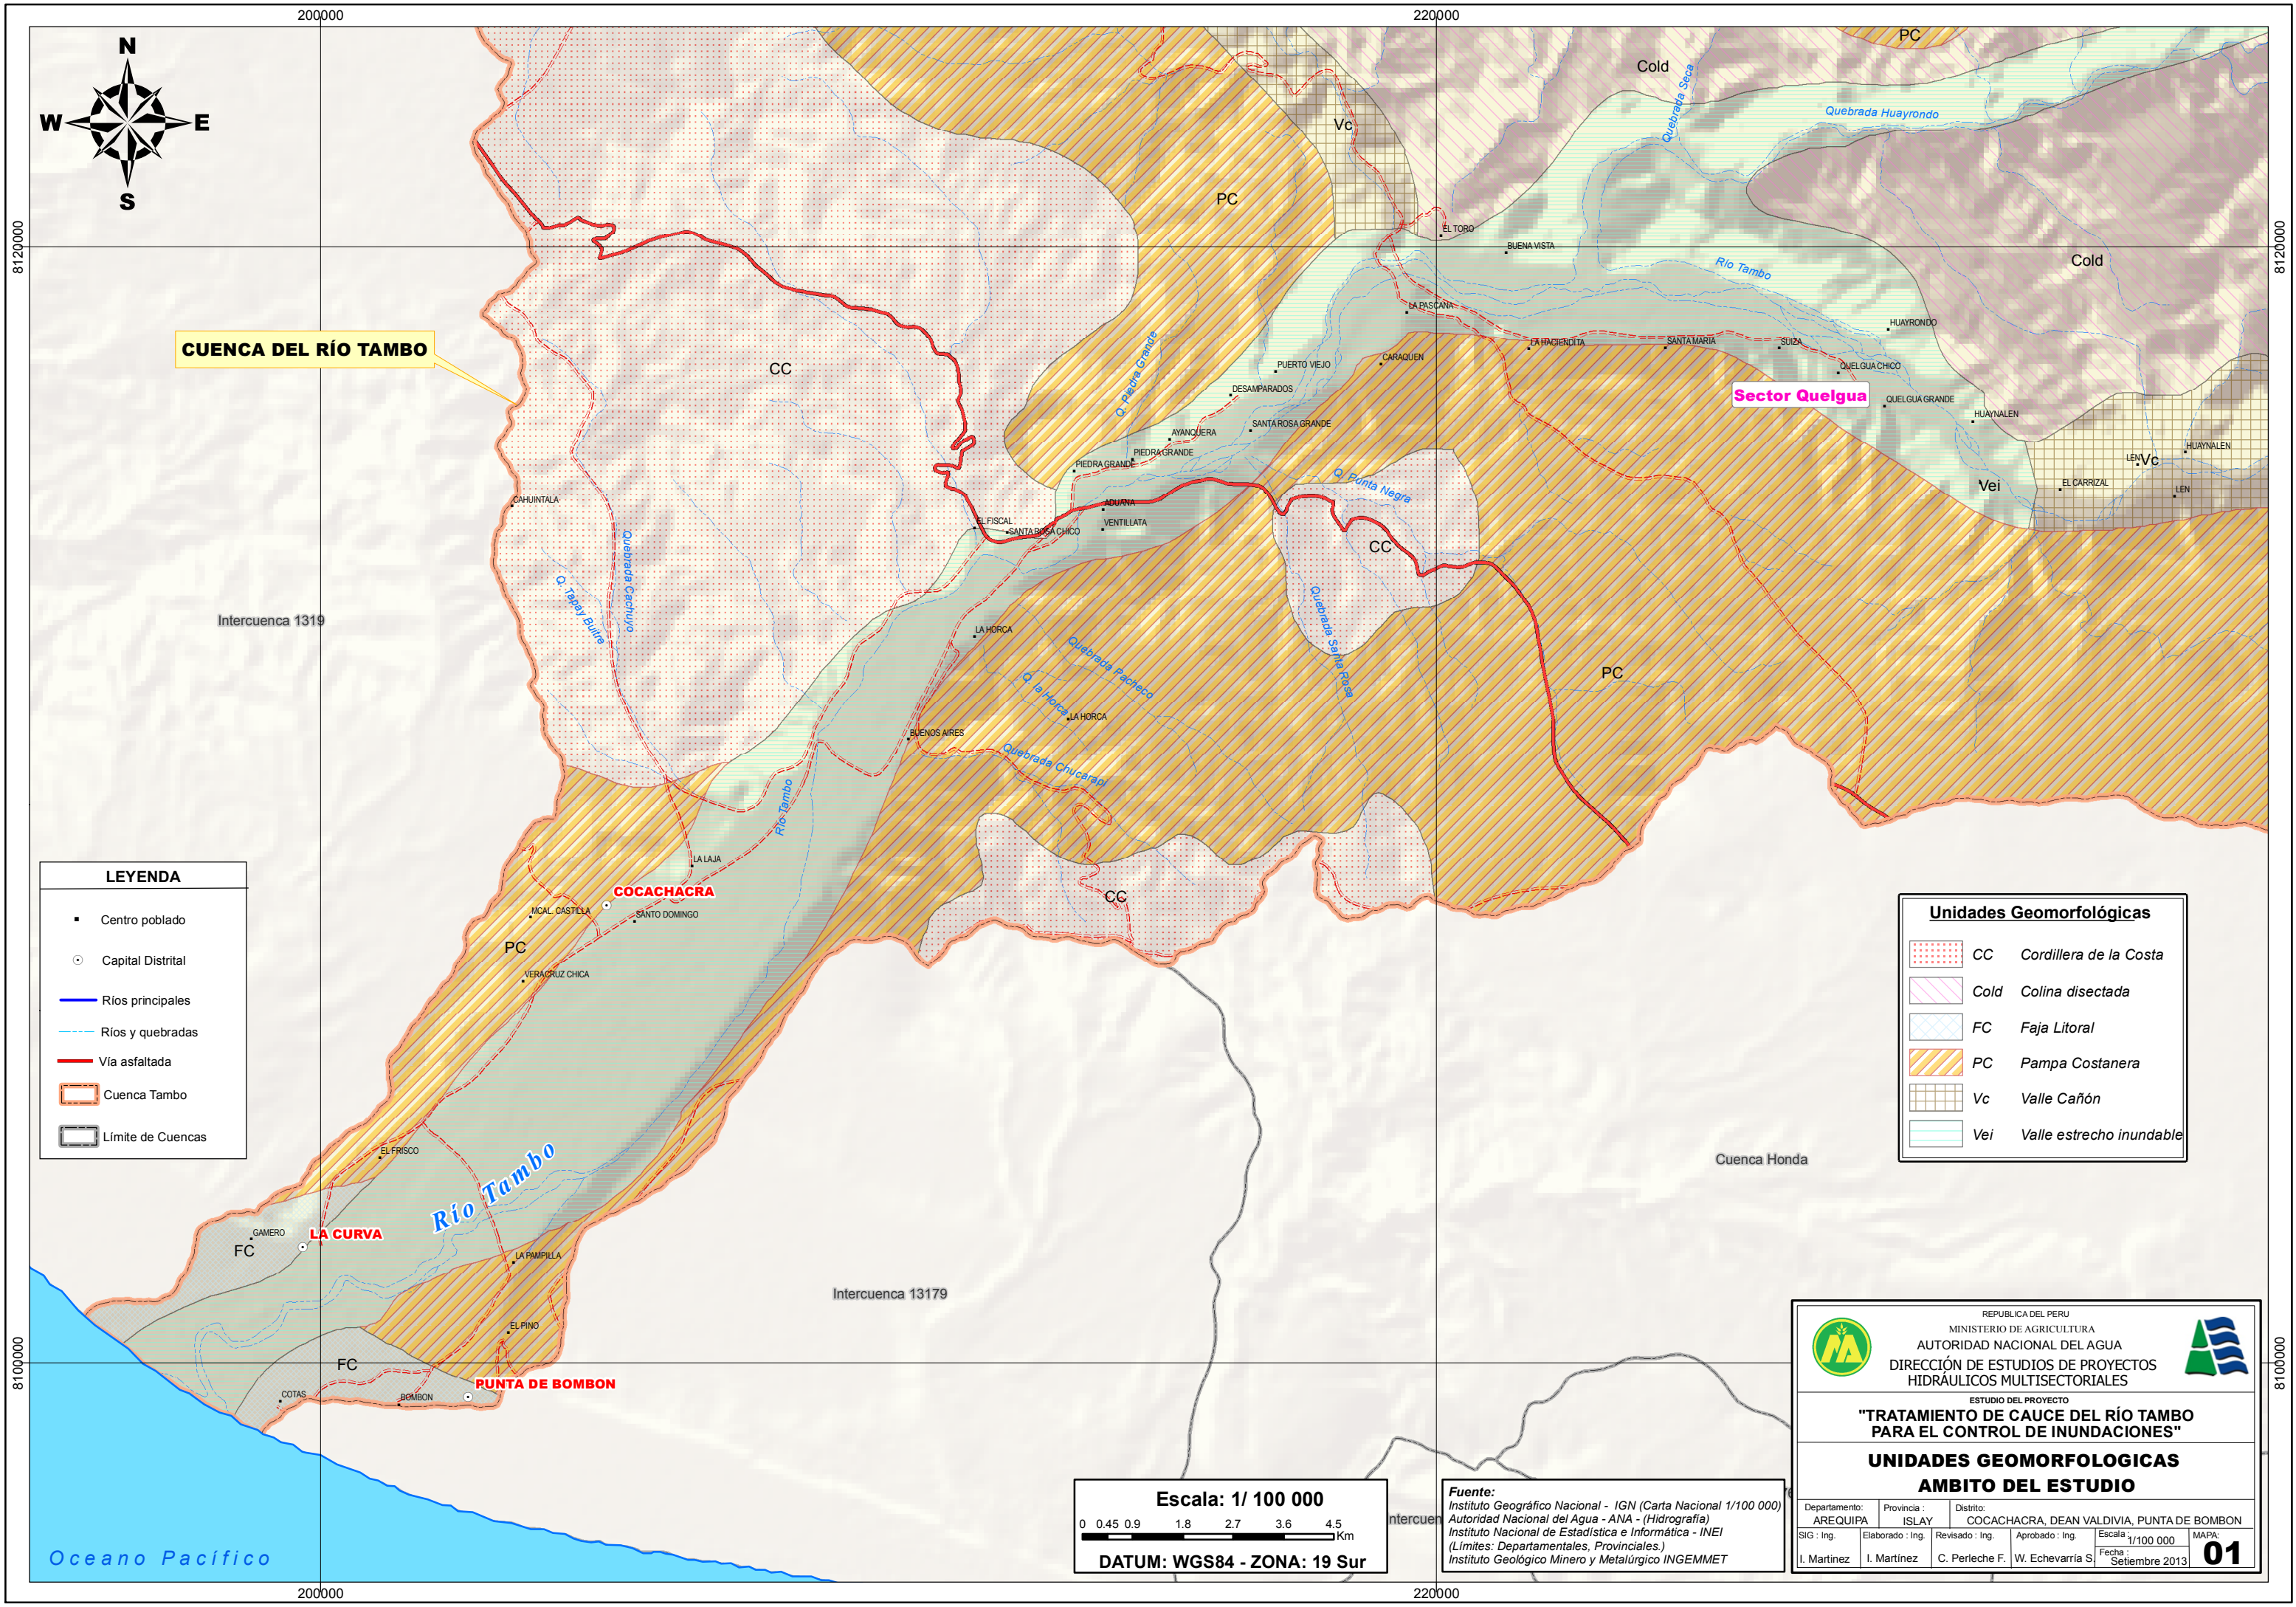 200000
220000
N
W
E
S
8120000
8120000
8100000
8100000
200000
220000
CUENCA DEL RÍO TAMBO
PC
Cold
Quebrada Seca
Quebrada Huayrondo
Vc
PC
EL TORO
BUENA VISTA
Río Tambo
Cold
LA PASCANA
HUAYRONDO
CC
Q. Piedra Grande
PUERTO VIEJO
CARAQUEN
LA HACIENDITA
SANTA MARIA
SUIZA
QUELGUA CHICO
DESAMPARADOS
Sector Quelgua
QUELGUA GRANDE
HUAYNALEN
AYANQUERA
SANTA ROSA GRANDE
HUAYNALEN
PIEDRA GRANDE
PIEDRA GRANDE
LEN
Vc
Q. Punta Negra
Vei
EL CARRIZAL
LEN
CAHUINTALA
ADUANA
EL FISCAL
SANTA ROSA CHICO
VENTILLATA
CC
Quebrada Cachuyo
Q. Tapay Buitre
Intercuenca 1319
LA HORCA
Quebrada Pacheco
Quebrada Santa Rosa
Q. la Horca
LA HORCA
PC
BUENOS AIRES
Quebrada Chucarapi
Río Tambo
LA LAJA
COCACHACRA
CC
MCAL. CASTILLA
SANTO DOMINGO
PC
VERACRUZ CHICA
EL FRISCO
Río Tambo
Cuenca Honda
GAMERO
LA CURVA
FC
LA PAMPILLA
Intercuenca 13179
EL PINO
FC
COTAS
BOMBON
PUNTA DE BOMBON
Oceano Pacífico
LEYENDA
Centro poblado
Capital Distrital
Ríos principales
Ríos y quebradas
Vía asfaltada
Cuenca Tambo
Límite de Cuencas
Unidades Geomorfológicas
CC Cordillera de la Costa
Cold Colina disectada
FC Faja Litoral
PC Pampa Costanera
Vc Valle Cañón
Vei Valle estrecho inundable
Escala: 1/ 100 000
0 0.45 0.9 1.8 2.7 3.6 4.5
Km
DATUM: WGS84 - ZONA: 19 Sur
Fuente:
Instituto Geográfico Nacional - IGN (Carta Nacional 1/100 000)
Autoridad Nacional del Agua - ANA - (Hidrografía)
Instituto Nacional de Estadística e Informática - INEI
(Límites: Departamentales, Provinciales.)
Instituto Geológico Minero y Metalúrgico INGEMMET
REPUBLICA DEL PERU
MINISTERIO DE AGRICULTURA
AUTORIDAD NACIONAL DEL AGUA
DIRECCIÓN DE ESTUDIOS DE PROYECTOS
HIDRÁULICOS MULTISECTORIALES
ESTUDIO DEL PROYECTO
"TRATAMIENTO DE CAUCE DEL RÍO TAMBO
PARA EL CONTROL DE INUNDACIONES"
UNIDADES GEOMORFOLOGICAS
AMBITO DEL ESTUDIO
Departamento: Provincia : Distrito:
AREQUIPA ISLAY COCACHACRA, DEAN VALDIVIA, PUNTA DE BOMBON
SIG : Ing. Elaborado : Ing. Revisado : Ing. Aprobado : Ing. Escala : 1/100 000 MAPA:
I. Martinez I. Martínez C. Perleche F. W. Echevarría S. Fecha : Setiembre 2013 01